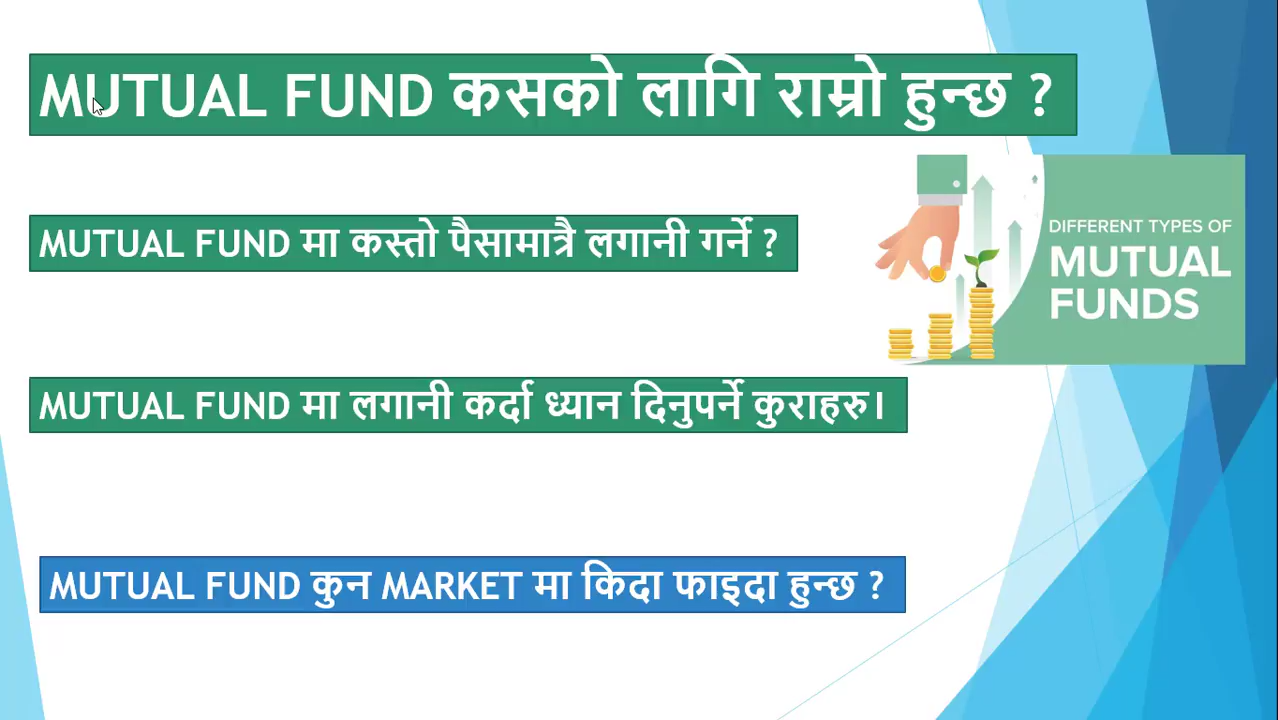 MUTUAL FUND कसको लागि राम्रो हुन्छ ?
MUTUAL FUND मा कस्तो पैसामात्रै लगानी गर्ने ?
DIFFERENT TYPES OF
MUTUAL
FUNDS
MUTUAL FUND मा लगानी कर्दा ध्यान दिनुपर्ने कुराहरु।
MUTUAL FUND कुन MARKET मा किदा फाइदा हुन्छ ?